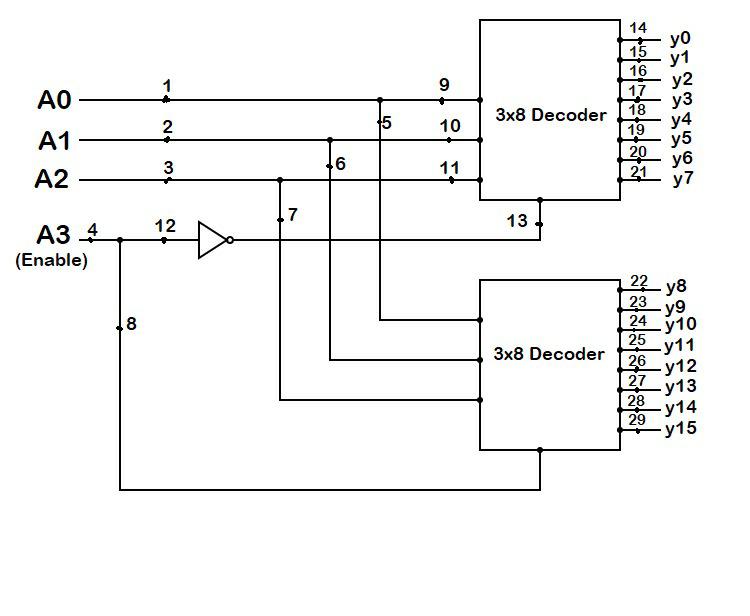 14 y0
15 y1
16 y2
17 y3
18 y4
19 y5
20 y6
21 y7
A0 1 9
5
3x8 Decoder
A1 2 10
6
A2 3 11
7
A3 4 12 13
(Enable)
8
22 y8
23 y9
24 y10
25 y11
26 y12
27 y13
28 y14
29 y15
3x8 Decoder